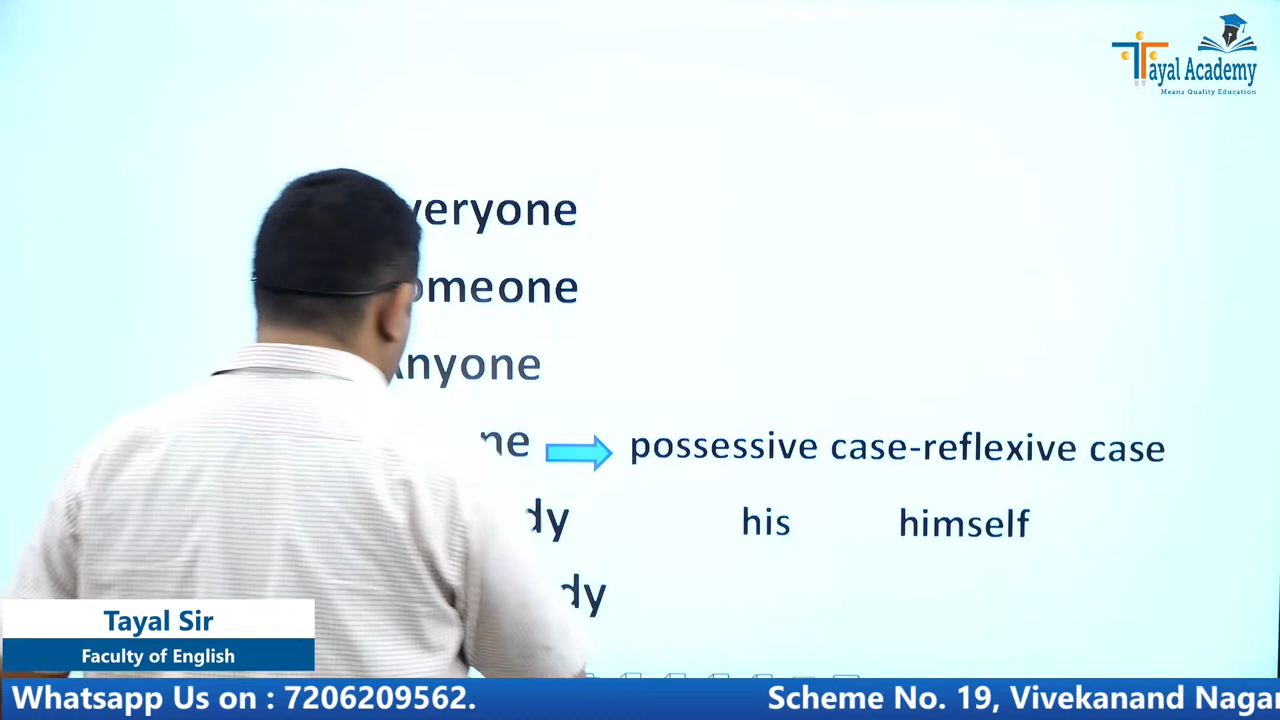 Tayal Academy
Means Quality Education
veryone
omeone
Anyone
ne possessive case-reflexive case
dy his himself
dy
Tayal Sir
Faculty of English
Whatsapp Us on : 7206209562. Scheme No. 19, Vivekanand Nagar